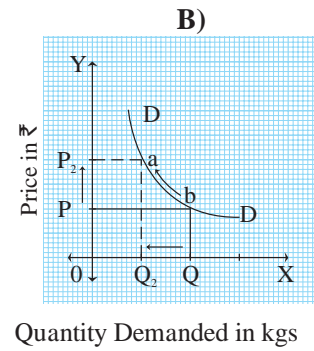 B)
Y
D
P₂
a
b
P
D
0
Q₂
Q
X
Price in ₹
Quantity Demanded in kgs